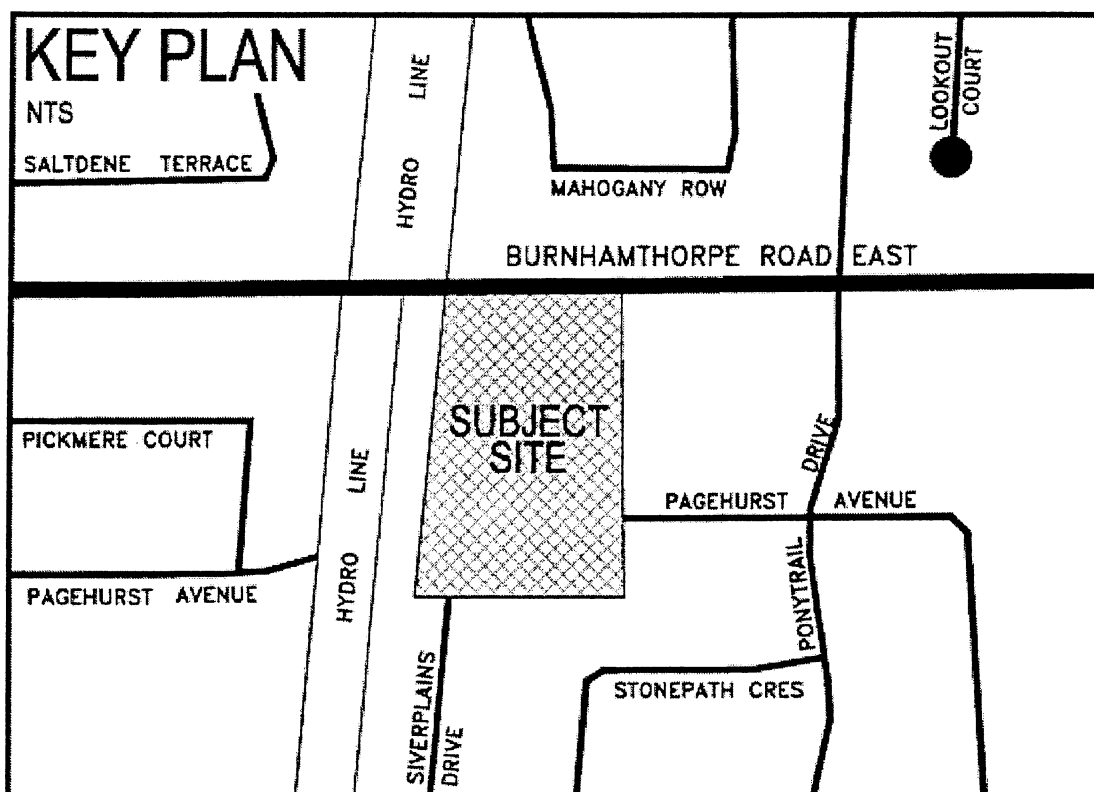 KEY PLAN
NTS
SALTDENE TERRACE
HYDRO LINE
MAHOGANY ROW
LOOKOUT
COURT
BURNHAMTHORPE ROAD EAST
SUBJECT
SITE
PICKMERE COURT
PAGEHURST AVENUE
HYDRO LINE
PAGEHURST AVENUE
PONYTRAIL DRIVE
STONEPATH CRES
SIVERPLAINS
DRIVE